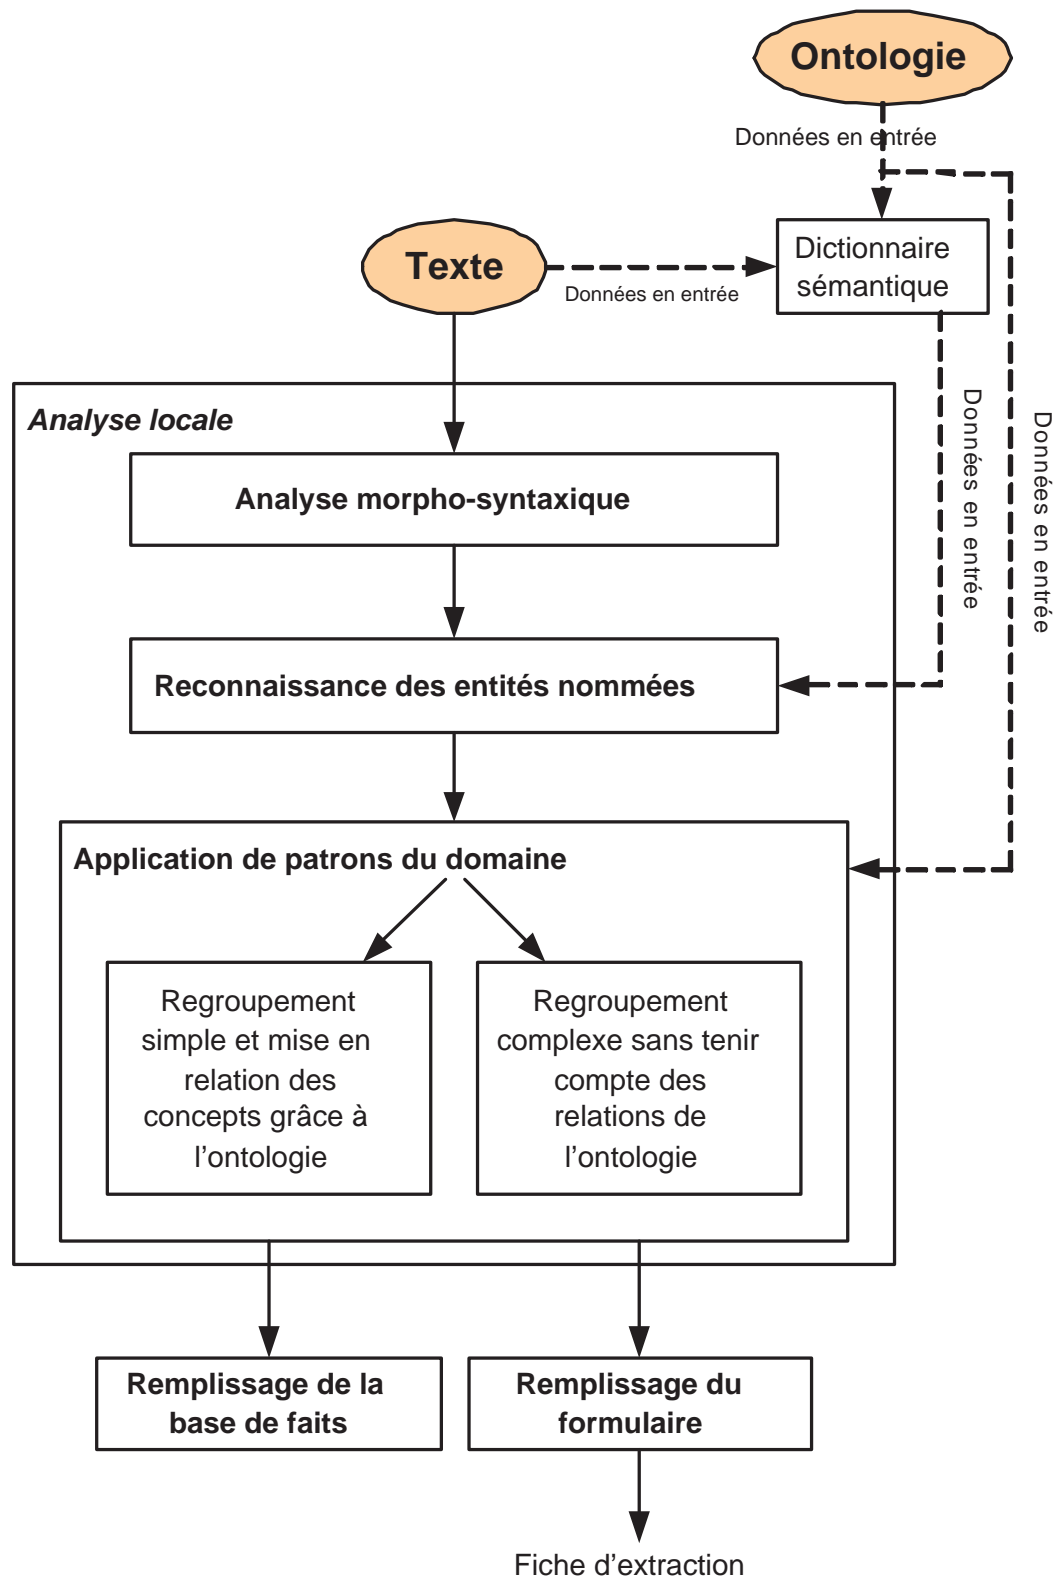 Ontologie
Données en entrée
Texte
Données en entrée
Dictionnaire
sémantique
Analyse locale
Données en entrée
Données en entrée
Analyse morpho-syntaxique
Reconnaissance des entités nommées
Application de patrons du domaine
Regroupement
simple et mise en
relation des
concepts grâce à
l’ontologie
Regroupement
complexe sans tenir
compte des
relations de
l’ontologie
Remplissage de la
base de faits
Remplissage du
formulaire
Fiche d’extraction